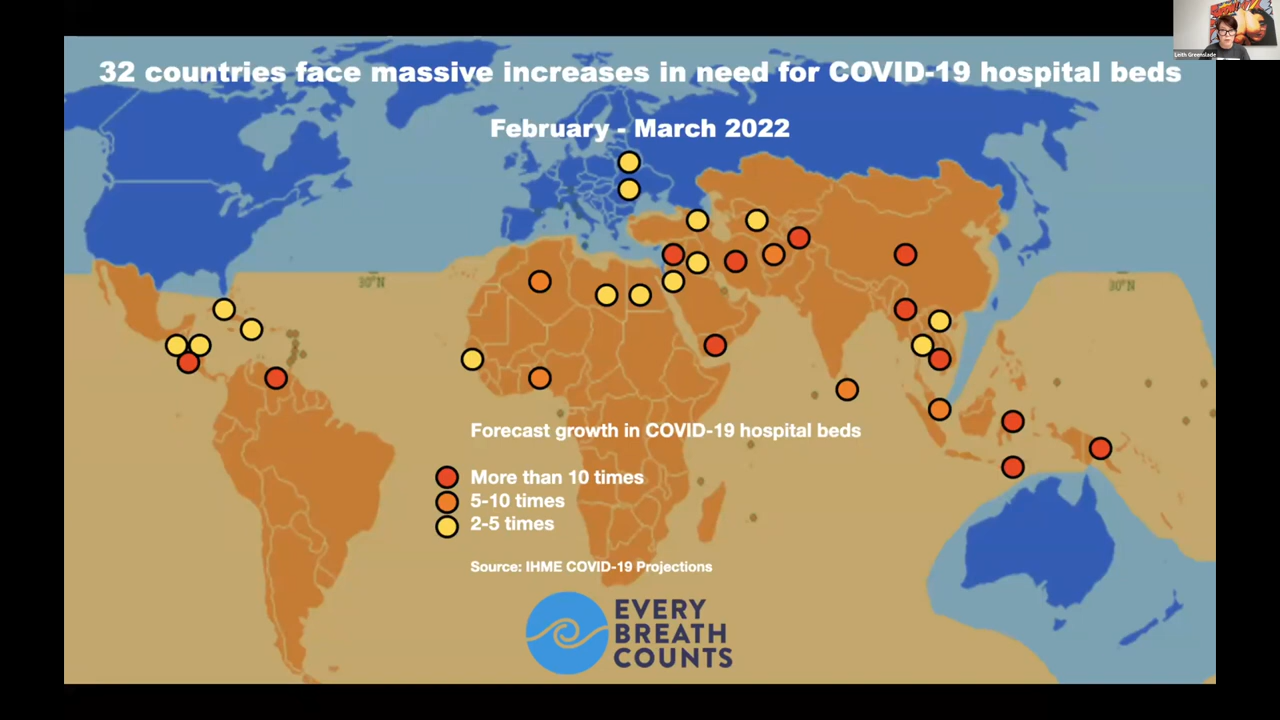 Leith Greenslade
32 countries face massive increases in need for COVID-19 hospital beds
February - March 2022
30°N
30°N
Forecast growth in COVID-19 hospital beds
More than 10 times
5-10 times
2-5 times
Source: IHME COVID-19 Projections
EVERY
BREATH
COUNTS